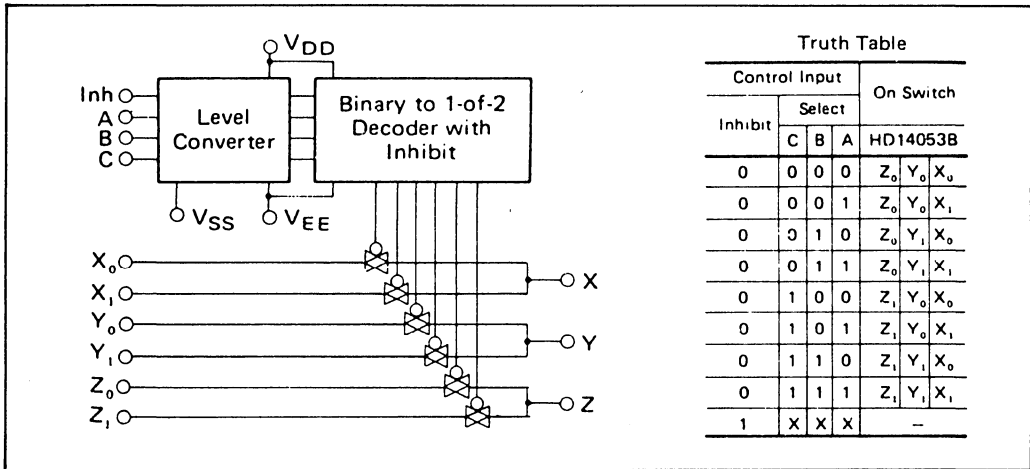 VDD
Inh
A
B
C
Level
Converter
Binary to 1-of-2
Decoder with
Inhibit
VSS
VEE
X0
X1
Y0
Y1
Z0
Z1
X
Y
Z
Truth Table
Control Input On Switch
Inhibit Select
C B A HD14053B
0 0 0 0 Z0 Y0 X0
0 0 0 1 Z0 Y0 X1
0 0 1 0 Z0 Y1 X0
0 0 1 1 Z0 Y1 X1
0 1 0 0 Z1 Y0 X0
0 1 0 1 Z1 Y0 X1
0 1 1 0 Z1 Y1 X0
0 1 1 1 Z1 Y1 X1
1 X X X –